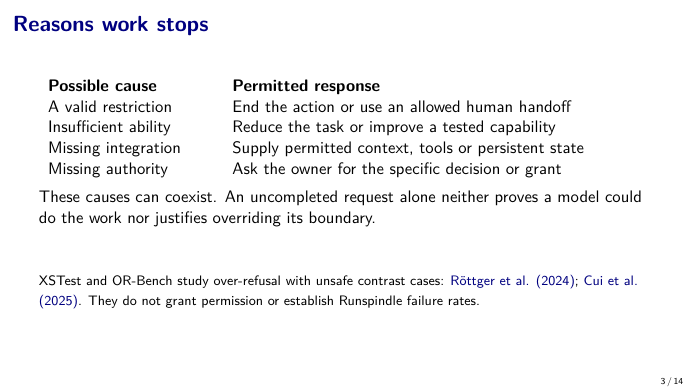 Reasons work stops
Possible cause Permitted response
A valid restriction End the action or use an allowed human handoff
Insufficient ability Reduce the task or improve a tested capability
Missing integration Supply permitted context, tools or persistent state
Missing authority Ask the owner for the specific decision or grant
These causes can coexist. An uncompleted request alone neither proves a model could
do the work nor justifies overriding its boundary.
XSTest and OR-Bench study over-refusal with unsafe contrast cases: Röttger et al. (2024); Cui et al.
(2025). They do not grant permission or establish Runspindle failure rates.
3 / 14